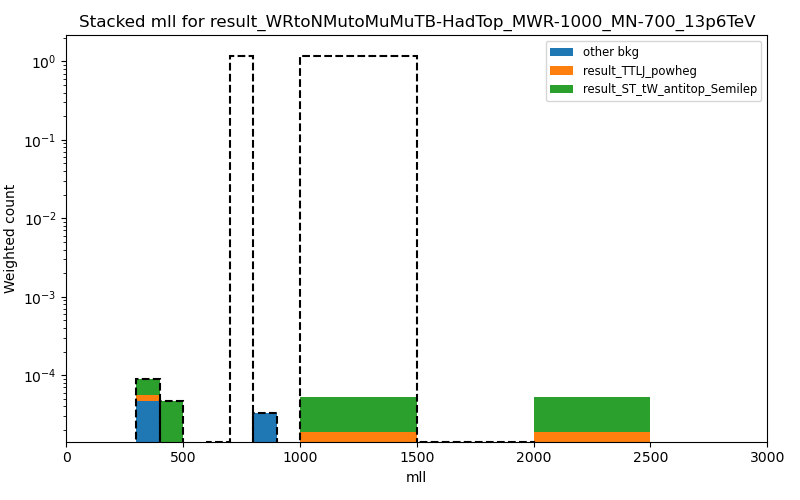 Stacked mll for result_WRtoNMutoMuMuTB-HadTop_MWR-1000_MN-700_13p6TeV
other bkg
result_TTLJ_powheg
result_ST_tW_antitop_Semilep
Weighted count
10⁰
10⁻¹
10⁻²
10⁻³
10⁻⁴
0 500 1000 1500 2000 2500 3000
mll